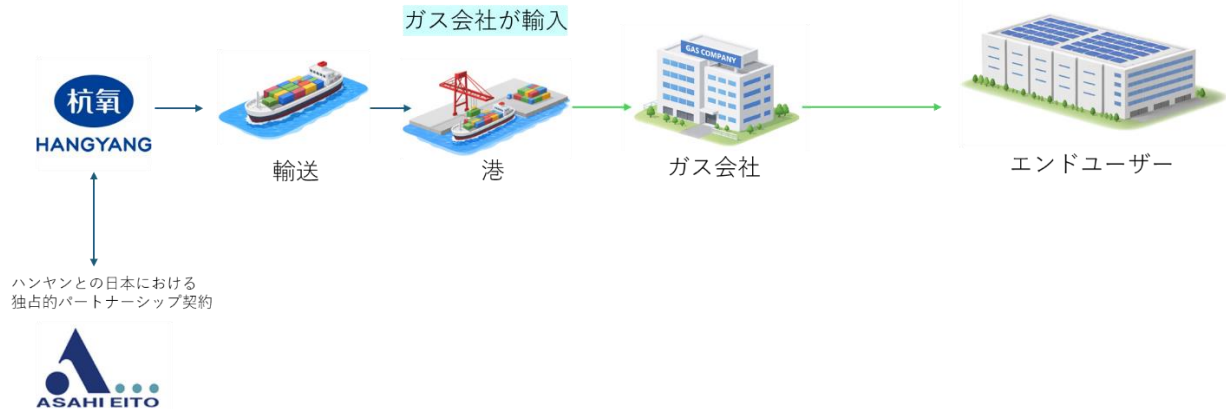 ガス会社が輸入
GAS COMPANY
杭氧
HANGYANG
輸送
港
ガス会社
エンドユーザー
ハンヤンとの日本における
独占的パートナーシップ契約
ASAHI EITO